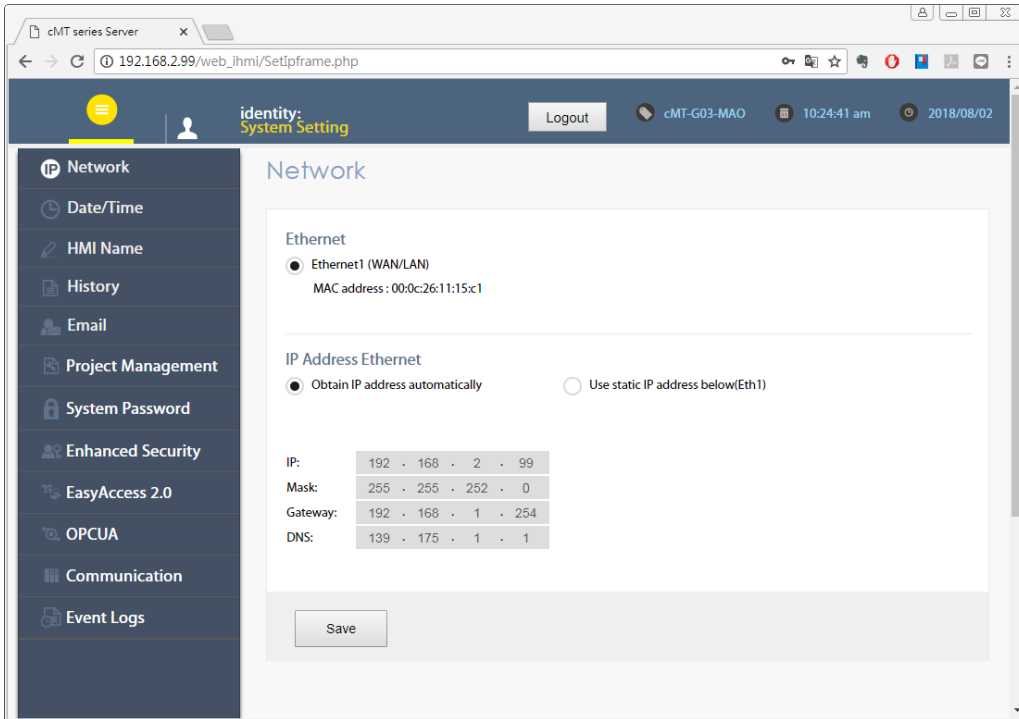 cMT series Server
192.168.2.99/web_ihmi/SetIpframe.php
identity:
System Setting
Logout
cMT-G03-MAO
10:24:41 am
2018/08/02
IP Network
Date/Time
HMI Name
History
Email
Project Management
System Password
Enhanced Security
EasyAccess 2.0
OPCUA
Communication
Event Logs
Network
Ethernet
Ethernet1 (WAN/LAN)
MAC address : 00:0c:26:11:15:c1
IP Address Ethernet
Obtain IP address automatically
Use static IP address below(Eth1)
IP: 192 . 168 . 2 . 99
Mask: 255 . 255 . 252 . 0
Gateway: 192 . 168 . 1 . 254
DNS: 139 . 175 . 1 . 1
Save